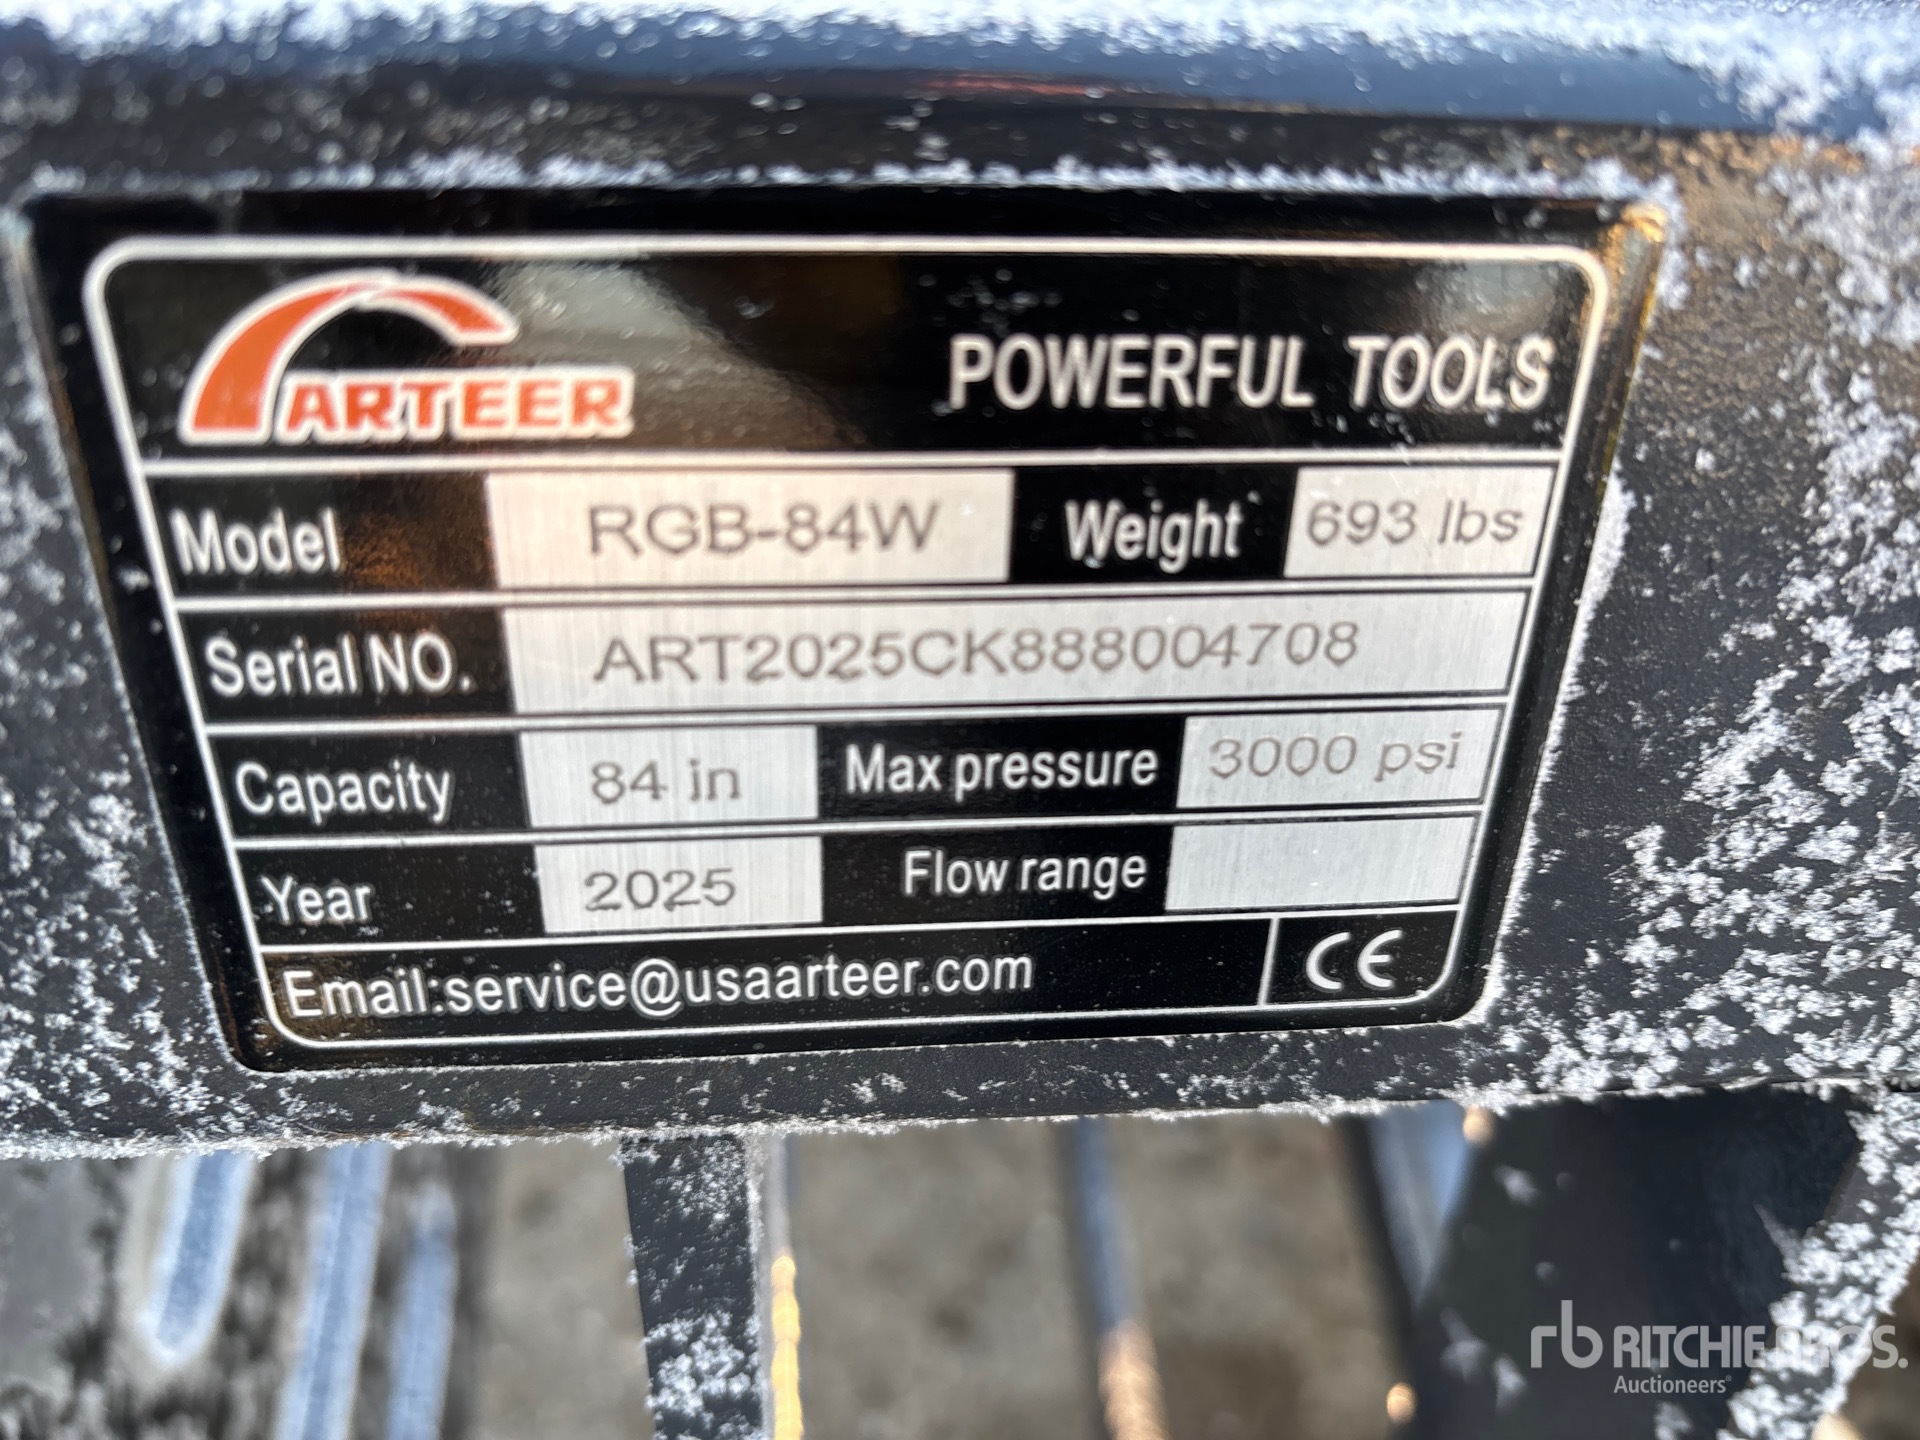 ARTEER
POWERFUL TOOLS
Model RGB-84W Weight 693 lbs
Serial NO. ART2025CK888004708
Capacity 84 in Max pressure 3000 psi
Year 2025 Flow range
Email:service@usaarteer.com CE
rb RITCHIE BROS.
Auctioneers®